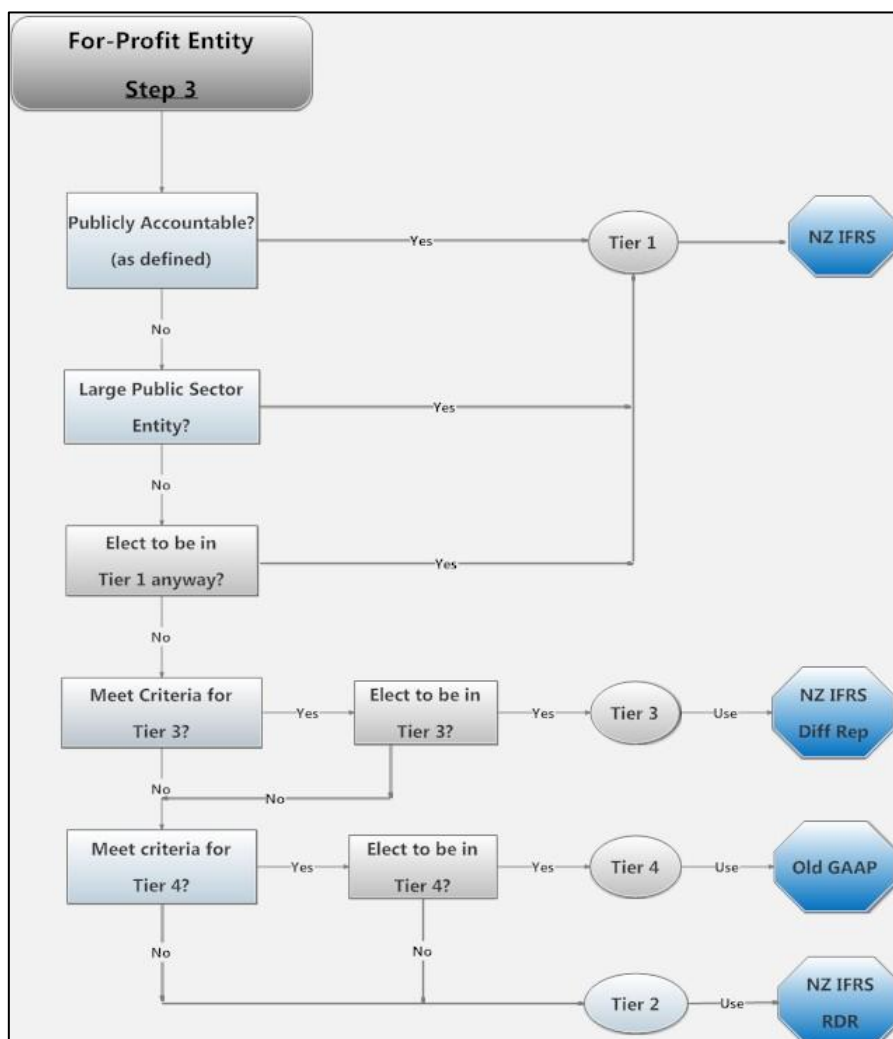 For-Profit Entity
Step 3
Publicly Accountable?
(as defined)
Yes
Tier 1
NZ IFRS
No
Large Public Sector
Entity?
Yes
No
Elect to be in
Tier 1 anyway?
Yes
No
Meet Criteria for
Tier 3?
Yes
Elect to be in
Tier 3?
Yes
Tier 3
Use
NZ IFRS
Diff Rep
No
No
Meet criteria for
Tier 4?
Yes
Elect to be in
Tier 4?
Yes
Tier 4
Use
Old GAAP
No
No
Tier 2
Use
NZ IFRS
RDR